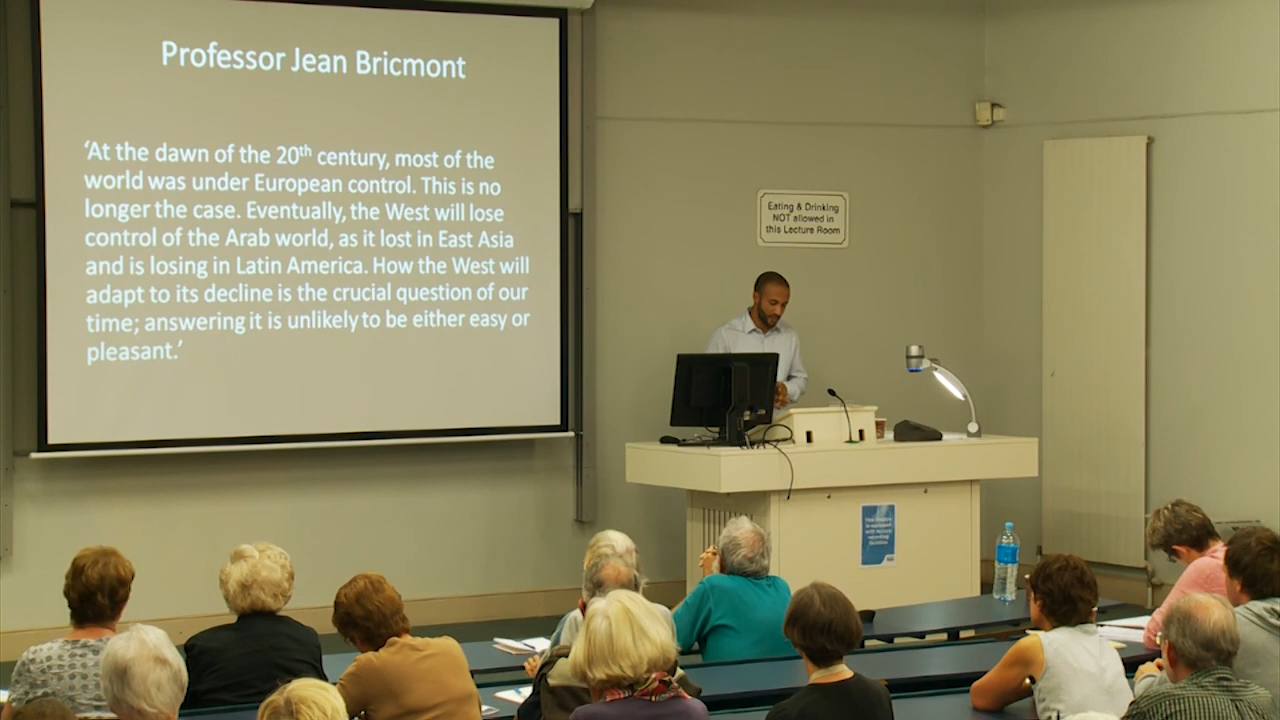 Professor Jean Bricmont
‘At the dawn of the 20th century, most of the
world was under European control. This is no
longer the case. Eventually, the West will lose
control of the Arab world, as it lost in East Asia
and is losing in Latin America. How the West will
adapt to its decline is the crucial question of our
time; answering it is unlikely to be either easy or
pleasant.’
Eating & Drinking
NOT allowed in
this Lecture Room